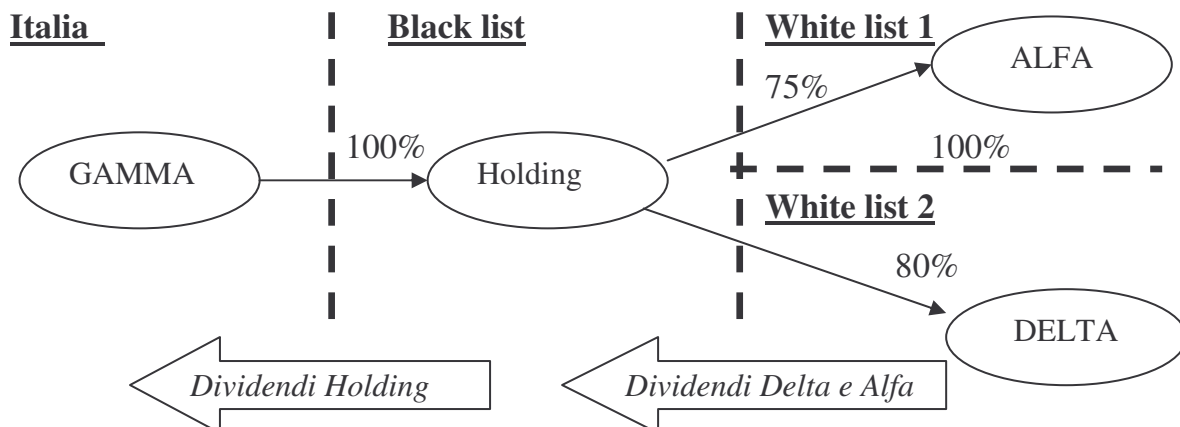 Italia
Black list
White list 1
ALFA
75%
100%
100%
GAMMA
Holding
White list 2
80%
DELTA
Dividendi Holding
Dividendi Delta e Alfa